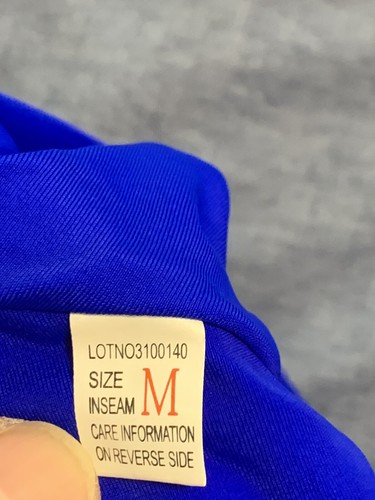 LOTNO3100140
SIZE
INSEAM M
CARE INFORMATION
ON REVERSE SIDE